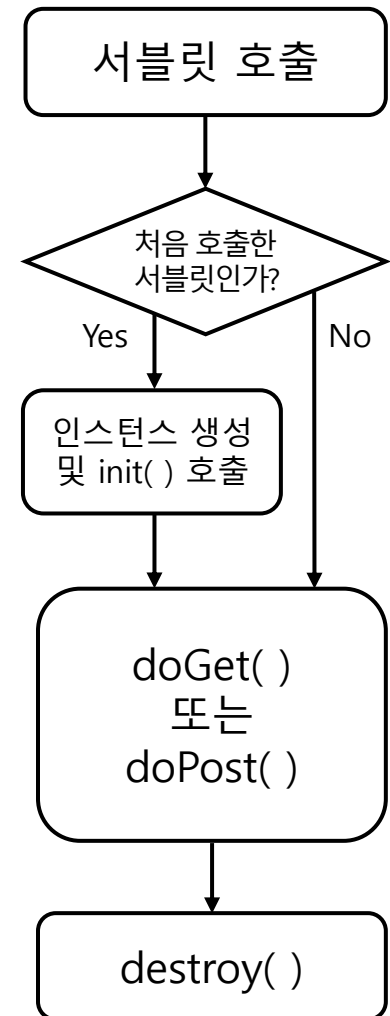 서블릿 호출
처음 호출한
서블릿인가?
Yes
No
인스턴스 생성
및 init( ) 호출
doGet( )
또는
doPost( )
destroy( )